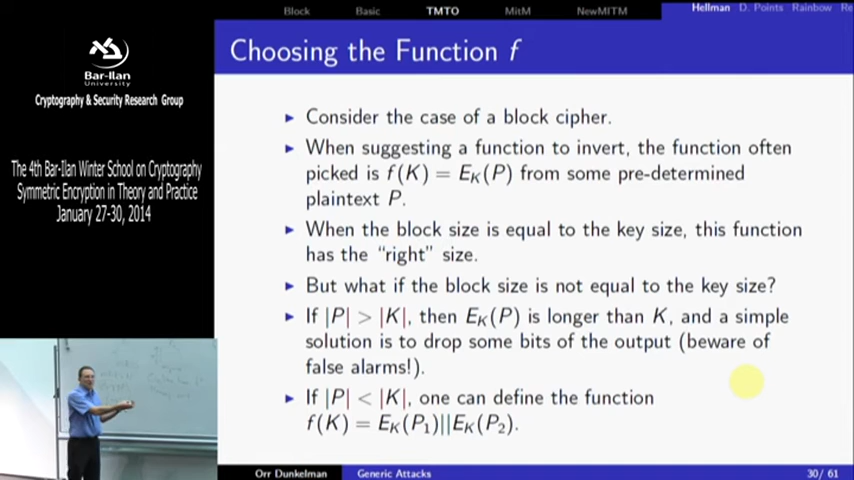 Block Basic TMTO MitM NewMITM Hellman D. Points Rainbow Re
Choosing the Function f
Bar-Ilan
University
Cryptography & Security Research Group
The 4th Bar-Ilan Winter School on Cryptography
Symmetric Encryption in Theory and Practice
January 27-30, 2014
► Consider the case of a block cipher.
► When suggesting a function to invert, the function often
picked is f(K) = E_K(P) from some pre-determined
plaintext P.
► When the block size is equal to the key size, this function
has the “right” size.
► But what if the block size is not equal to the key size?
► If |P| > |K|, then E_K(P) is longer than K, and a simple
solution is to drop some bits of the output (beware of
false alarms!).
► If |P| < |K|, one can define the function
f(K) = E_K(P₁)||E_K(P₂).
Orr Dunkelman Generic Attacks 30 / 61